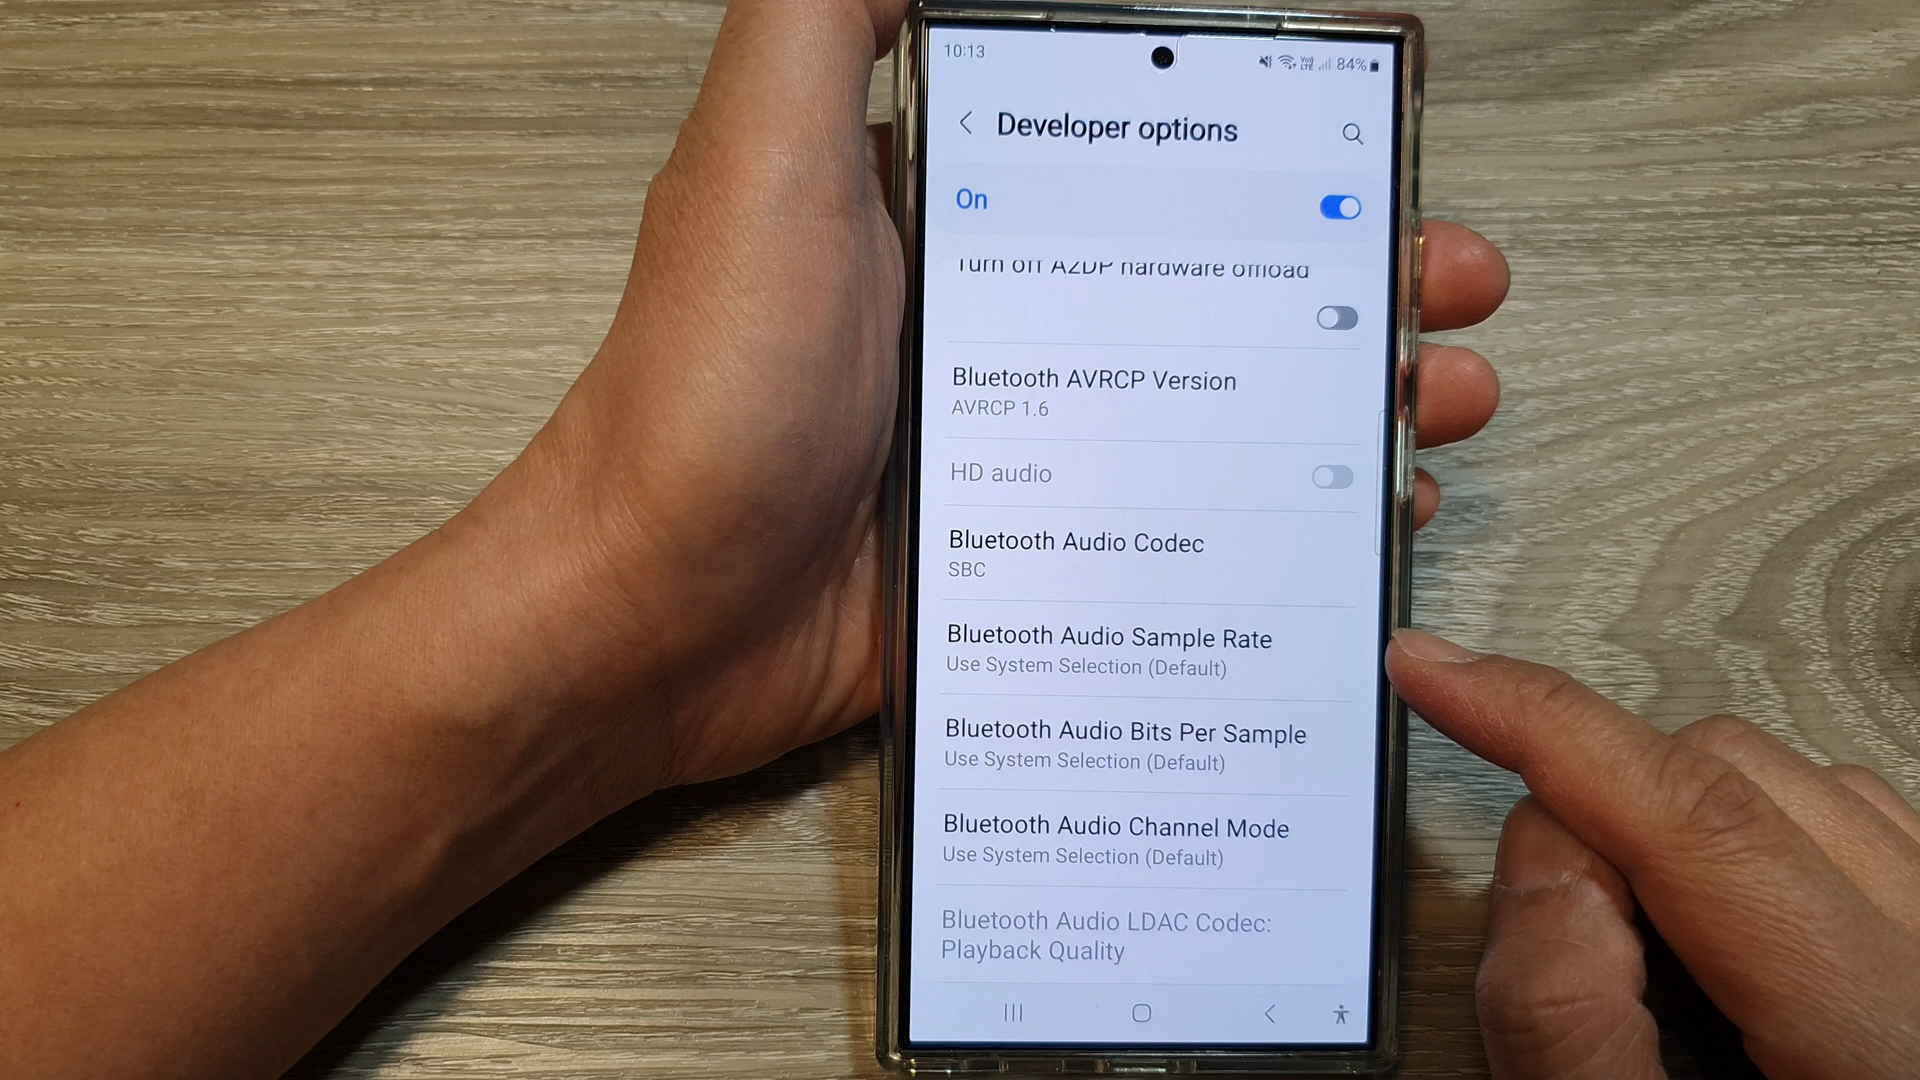 10:13
84%
Developer options
On
Turn off A2DP hardware offload
Bluetooth AVRCP Version
AVRCP 1.6
HD audio
Bluetooth Audio Codec
SBC
Bluetooth Audio Sample Rate
Use System Selection (Default)
Bluetooth Audio Bits Per Sample
Use System Selection (Default)
Bluetooth Audio Channel Mode
Use System Selection (Default)
Bluetooth Audio LDAC Codec:
Playback Quality